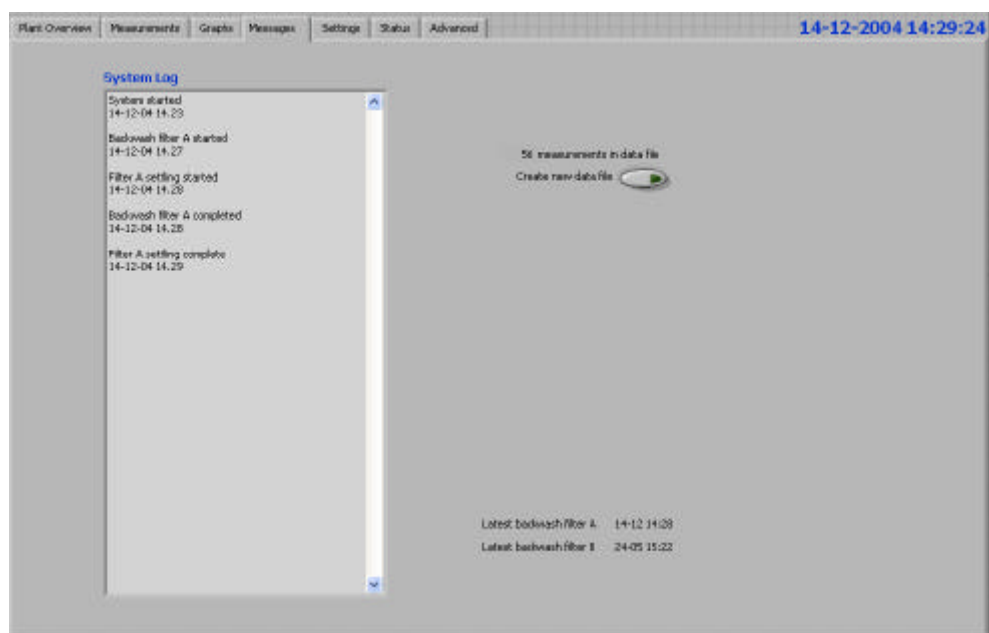 Plant Overview Measurements Graphs Messages Settings Status Advanced 14-12-2004 14:29:24
System Log
System started
14-12-04 14.23
Backwash filter A started
14-12-04 14.27
Filter A settling started
14-12-04 14.28
Backwash filter A completed
14-12-04 14.28
Filter A settling complete
14-12-04 14.29
56 measurements in data file
Create new data file
Latest backwash filter A 14-12 14:28
Latest backwash filter B 24-05 15:22